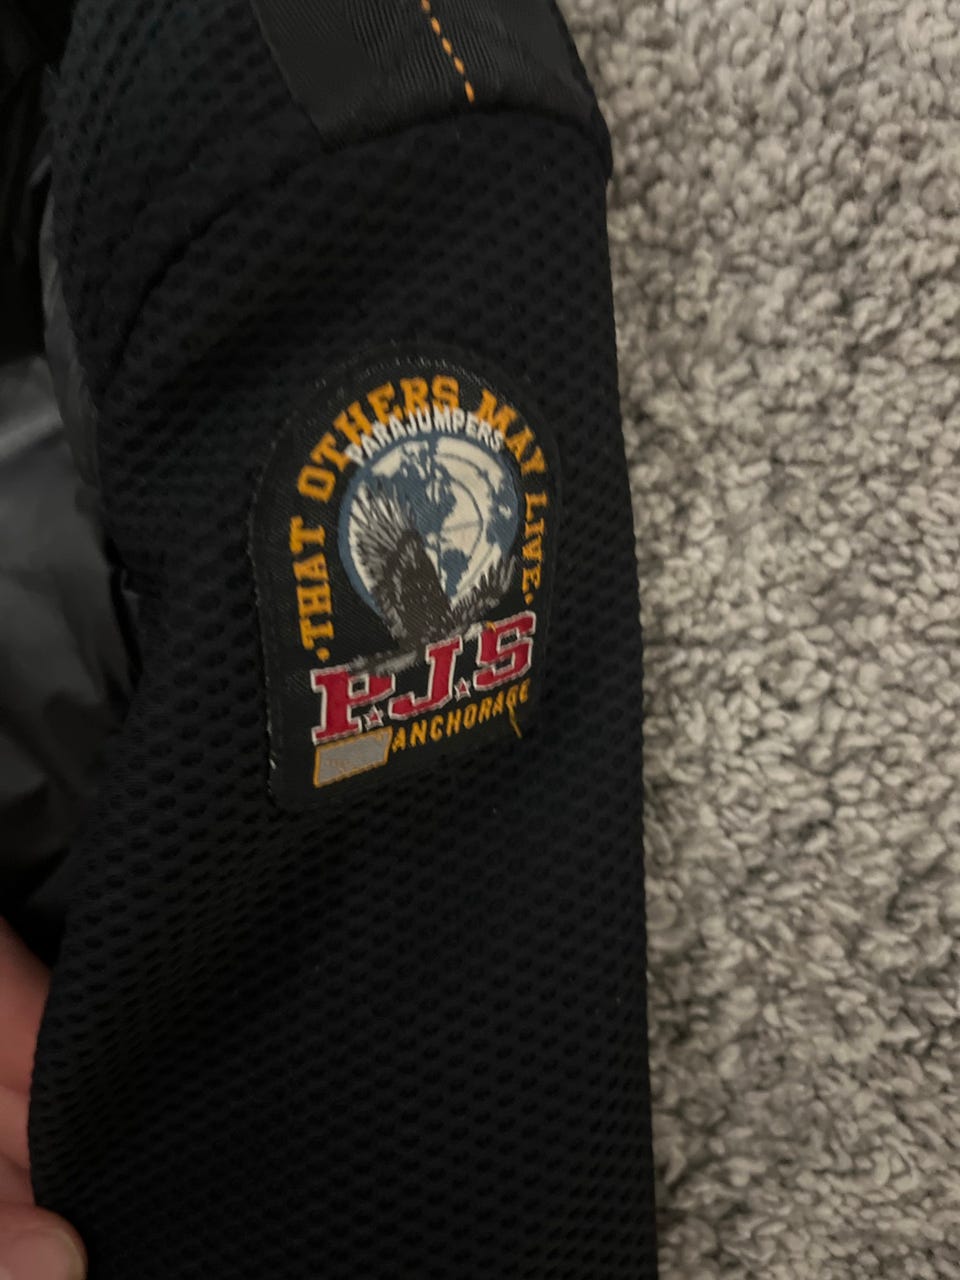 ·THAT OTHERS MAY LIVE.·
PARAJUMPERS
P.J.S
ANCHORAGE